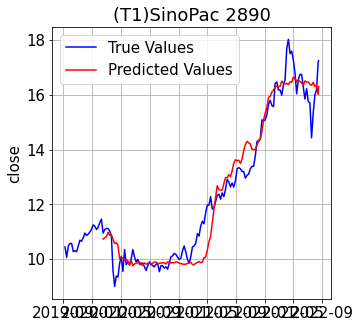 (T1)SinoPac 2890
True Values
Predicted Values
close
18
16
14
12
10